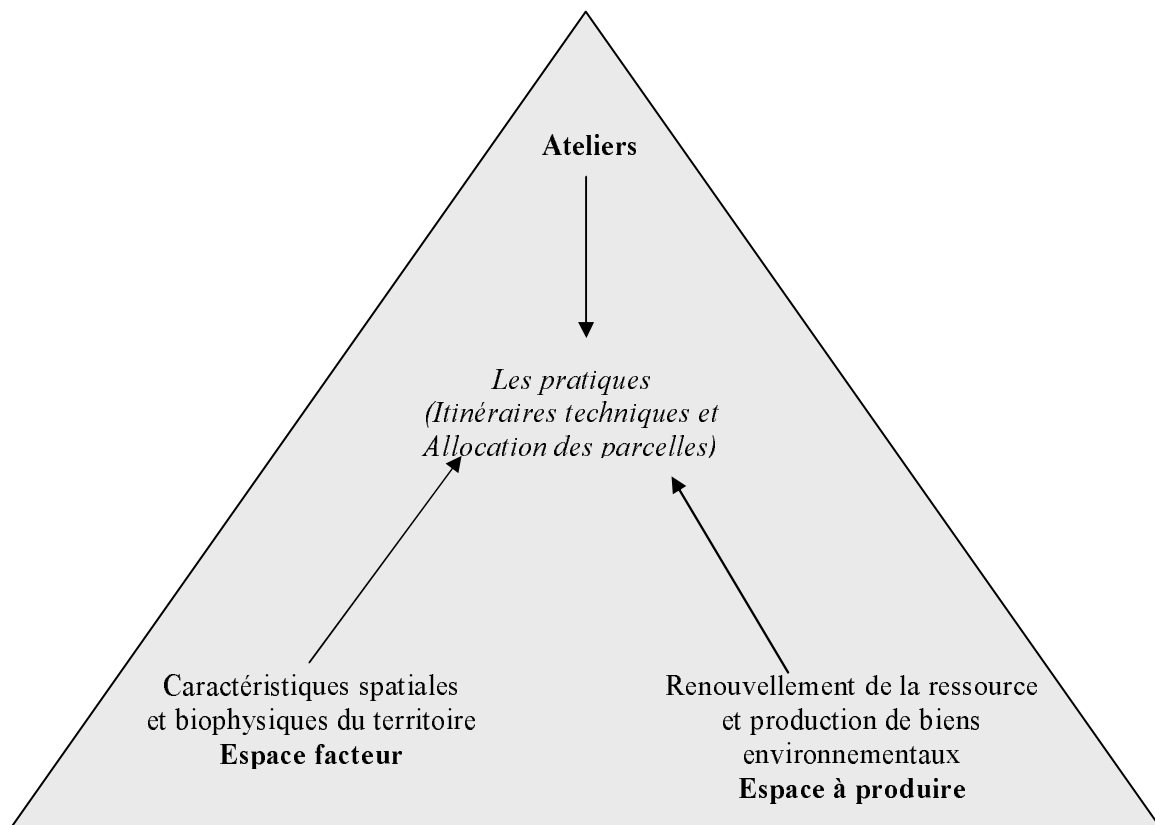 Ateliers
Les pratiques
(Itinéraires techniques et
Allocation des parcelles)
Caractéristiques spatiales
et biophysiques du territoire
Espace facteur
Renouvellement de la ressource
et production de biens
environnementaux
Espace à produire